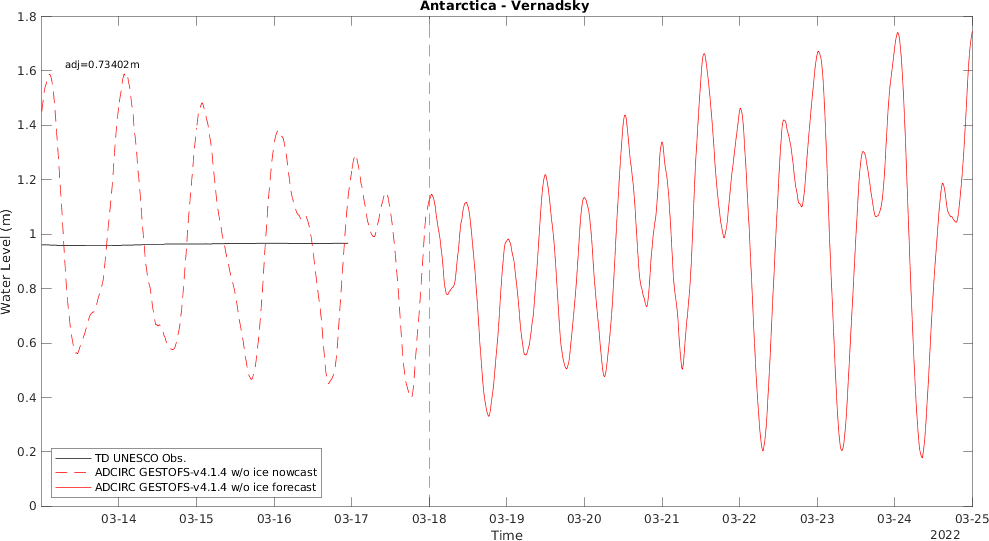 Antarctica - Vernadsky
adj=0.73402m
1.8
1.6
1.4
1.2
1
0.8
0.6
0.4
0.2
0
Water Level (m)
TD UNESCO Obs.
ADCIRC GESTOFS-v4.1.4 w/o ice nowcast
ADCIRC GESTOFS-v4.1.4 w/o ice forecast
03-14 03-15 03-16 03-17 03-18 03-19 03-20 03-21 03-22 03-23 03-24 03-25
Time
2022